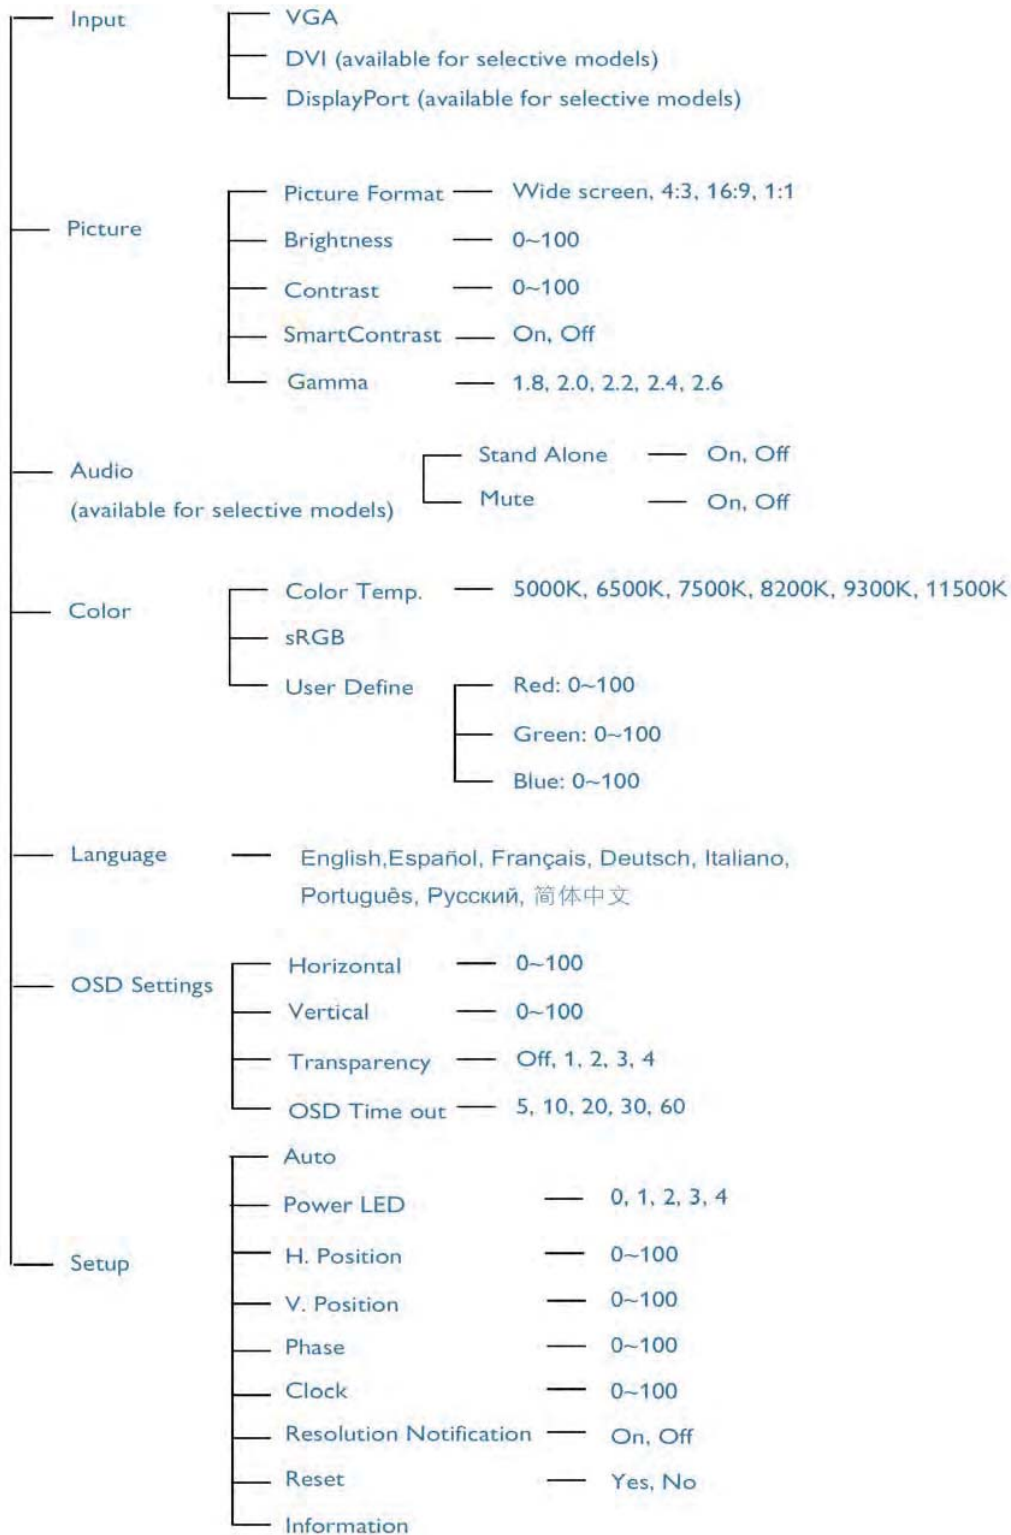 Input
VGA
DVI (available for selective models)
DisplayPort (available for selective models)
Picture
Picture Format Wide screen, 4:3, 16:9, 1:1
Brightness 0~100
Contrast 0~100
SmartContrast On, Off
Gamma 1.8, 2.0, 2.2, 2.4, 2.6
Audio
(available for selective models)
Stand Alone On, Off
Mute On, Off
Color
Color Temp. 5000K, 6500K, 7500K, 8200K, 9300K, 11500K
sRGB
User Define
Red: 0~100
Green: 0~100
Blue: 0~100
Language
English,Español, Français, Deutsch, Italiano,
Português, Русский, 简体中文
OSD Settings
Horizontal 0~100
Vertical 0~100
Transparency Off, 1, 2, 3, 4
OSD Time out 5, 10, 20, 30, 60
Setup
Auto
Power LED 0, 1, 2, 3, 4
H. Position 0~100
V. Position 0~100
Phase 0~100
Clock 0~100
Resolution Notification On, Off
Reset Yes, No
Information